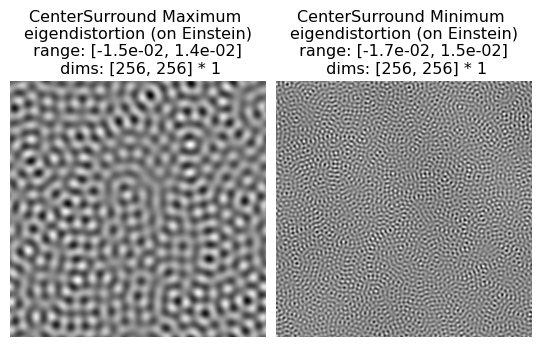 CenterSurround Maximum
eigendistortion (on Einstein)
range: [-1.5e-02, 1.4e-02]
dims: [256, 256] * 1
CenterSurround Minimum
eigendistortion (on Einstein)
range: [-1.7e-02, 1.5e-02]
dims: [256, 256] * 1